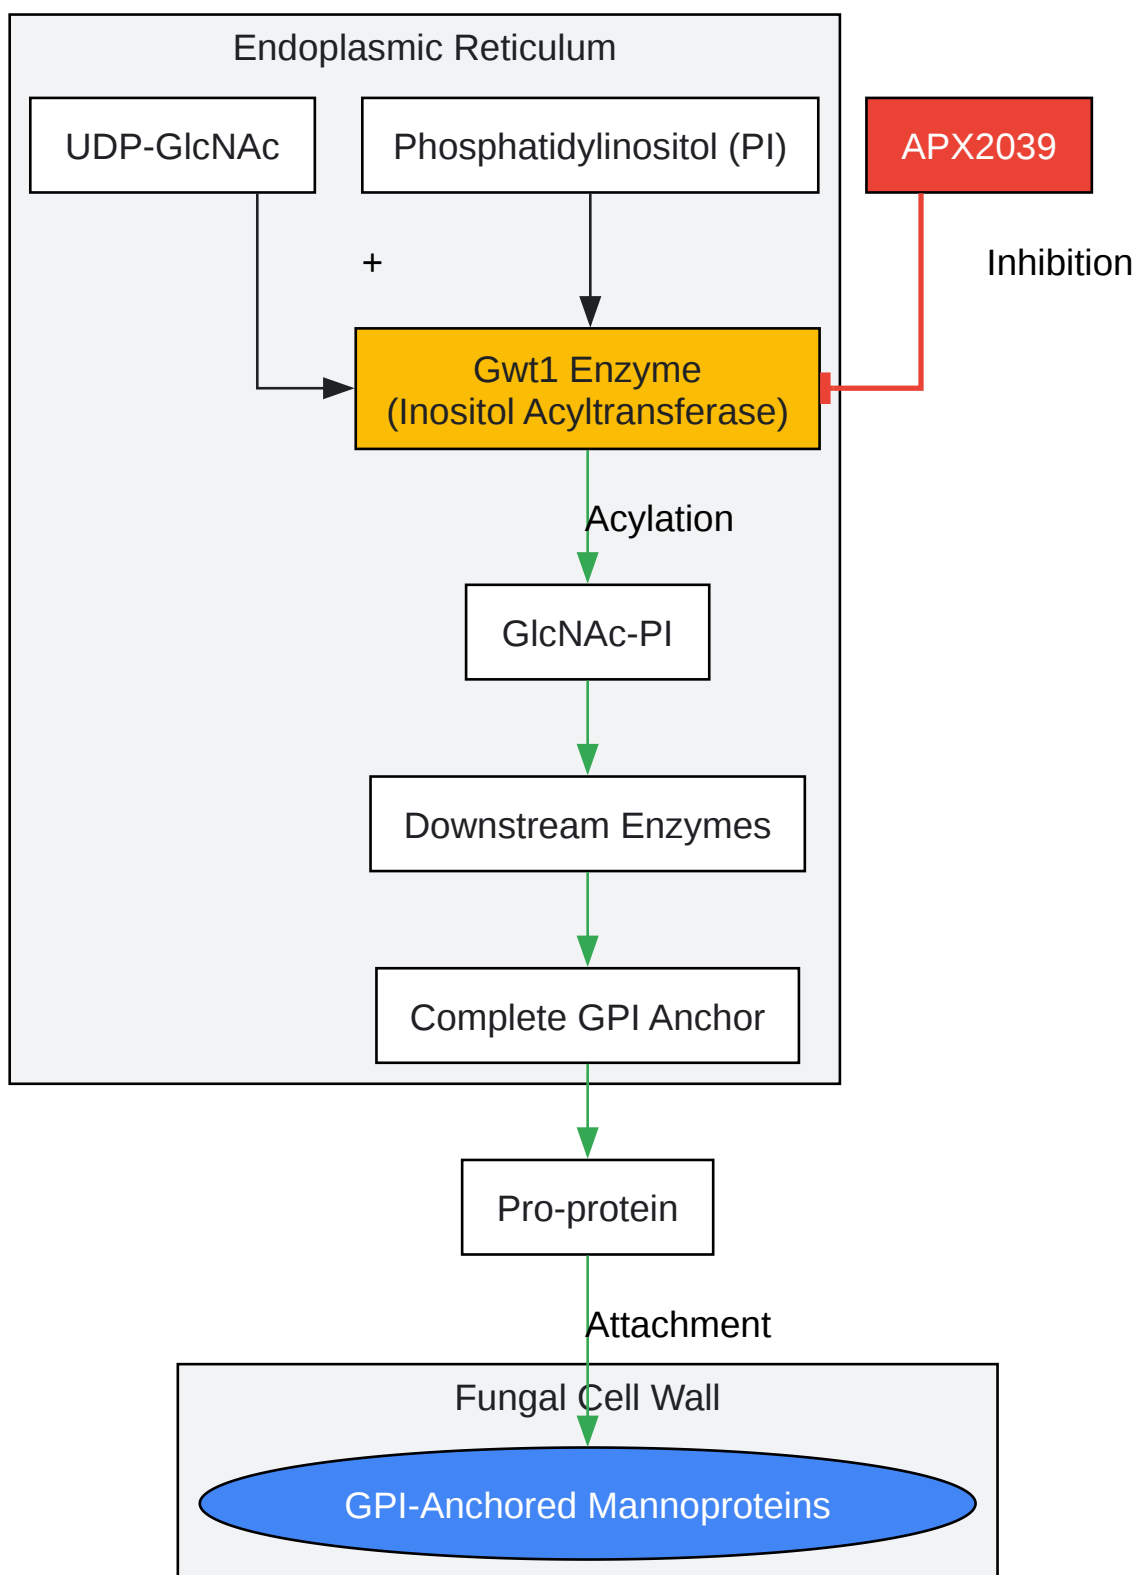 Endoplasmic Reticulum
UDP-GlcNAc
Phosphatidylinositol (PI)
APX2039
+
Inhibition
Gwt1 Enzyme
(Inositol Acyltransferase)
Acylation
GlcNAc-PI
Downstream Enzymes
Complete GPI Anchor
Pro-protein
Attachment
Fungal Cell Wall
GPI-Anchored Mannoproteins